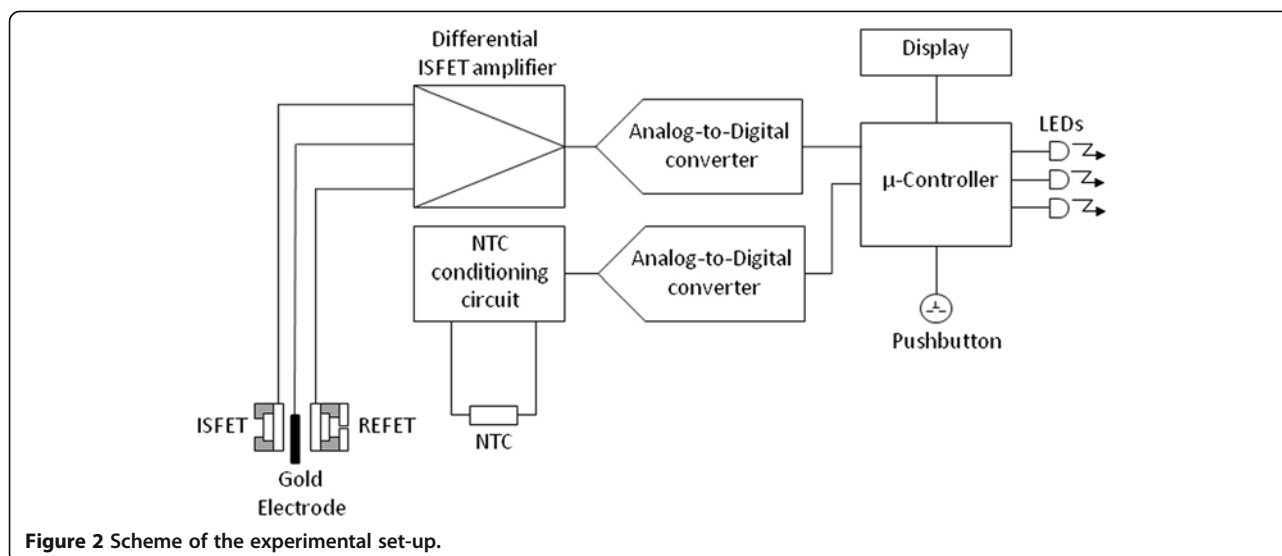 Differential
ISFET amplifier
Analog-to-Digital
converter
Display
LEDs
µ-Controller
NTC
conditioning
circuit
Analog-to-Digital
converter
Pushbutton
ISFET
REFET
NTC
Gold
Electrode
Figure 2 Scheme of the experimental set-up.